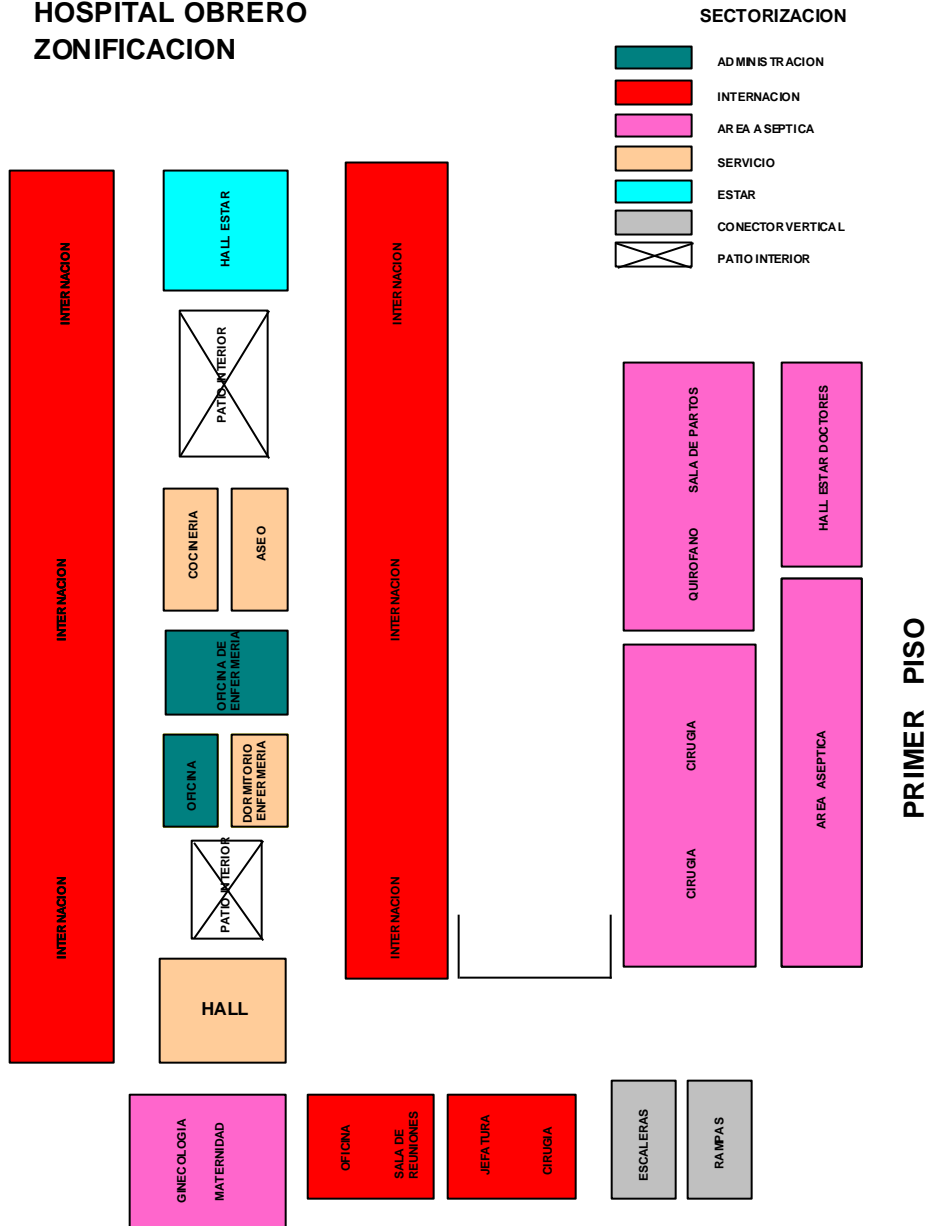 HOSPITAL OBRERO
ZONIFICACION
SECTORIZACION
ADMINISTRACION
INTERNACION
AREA ASEPTICA
SERVICIO
ESTAR
CONECTOR VERTICAL
PATIO INTERIOR
INTERNACION
INTERNACION
INTERNACION
HALL ESTAR
PATIO INTERIOR
COCINERIA
ASEO
OFICINA DE
ENFERMERIA
OFICINA
DORMITORIO
ENFERMERIA
PATIO INTERIOR
HALL
INTERNACION
INTERNACION
INTERNACION
SALA DE PARTOS
QUIROFANO
CIRUGIA
CIRUGIA
HALL ESTAR DOCTORES
AREA ASEPTICA
PRIMER PISO
GINECOLOGIA
MATERNIDAD
OFICINA
SALA DE
REUNIONES
JEFATURA
CIRUGIA
ESCALERAS
RAMPAS